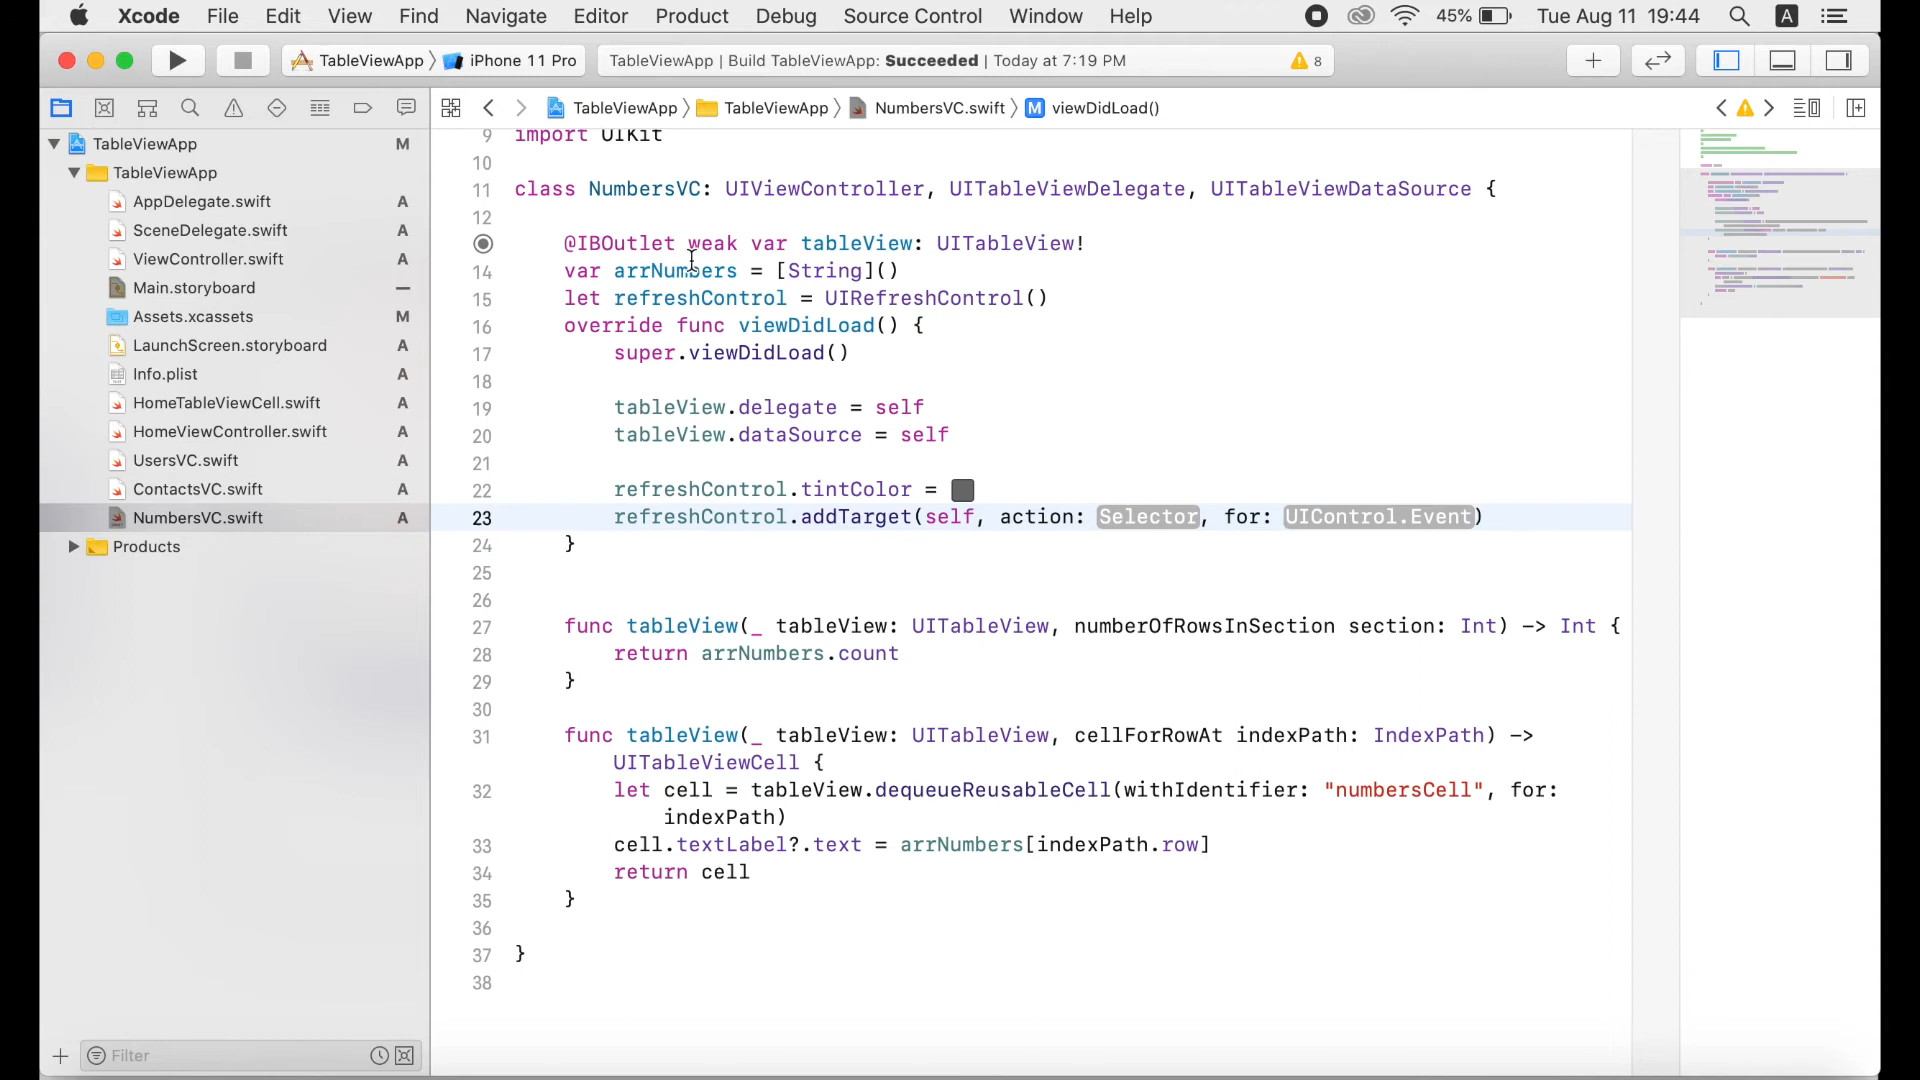 Xcode File Edit View Find Navigate Editor Product Debug Source Control Window Help 45% Tue Aug 11 19:44 A
TableViewApp iPhone 11 Pro TableViewApp | Build TableViewApp: Succeeded | Today at 7:19 PM 8
TableViewApp TableViewApp NumbersVC.swift M viewDidLoad()
TableViewApp M
TableViewApp
AppDelegate.swift A
SceneDelegate.swift A
ViewController.swift A
Main.storyboard —
Assets.xcassets M
LaunchScreen.storyboard A
Info.plist A
HomeTableViewCell.swift A
HomeViewController.swift A
UsersVC.swift A
ContactsVC.swift A
NumbersVC.swift A
Products
Filter
9 import UIKit
10
11 class NumbersVC: UIViewController, UITableViewDelegate, UITableViewDataSource {
12
@IBOutlet weak var tableView: UITableView!
14 var arrNumbers = [String]()
15 let refreshControl = UIRefreshControl()
16 override func viewDidLoad() {
17 super.viewDidLoad()
18
19 tableView.delegate = self
20 tableView.dataSource = self
21
22 refreshControl.tintColor =
23 refreshControl.addTarget(self, action: Selector, for: UIControl.Event)
24 }
25
26
27 func tableView(_ tableView: UITableView, numberOfRowsInSection section: Int) -> Int {
28 return arrNumbers.count
29 }
30
31 func tableView(_ tableView: UITableView, cellForRowAt indexPath: IndexPath) ->
UITableViewCell {
32 let cell = tableView.dequeueReusableCell(withIdentifier: "numbersCell", for:
indexPath)
33 cell.textLabel?.text = arrNumbers[indexPath.row]
34 return cell
35 }
36
37 }
38